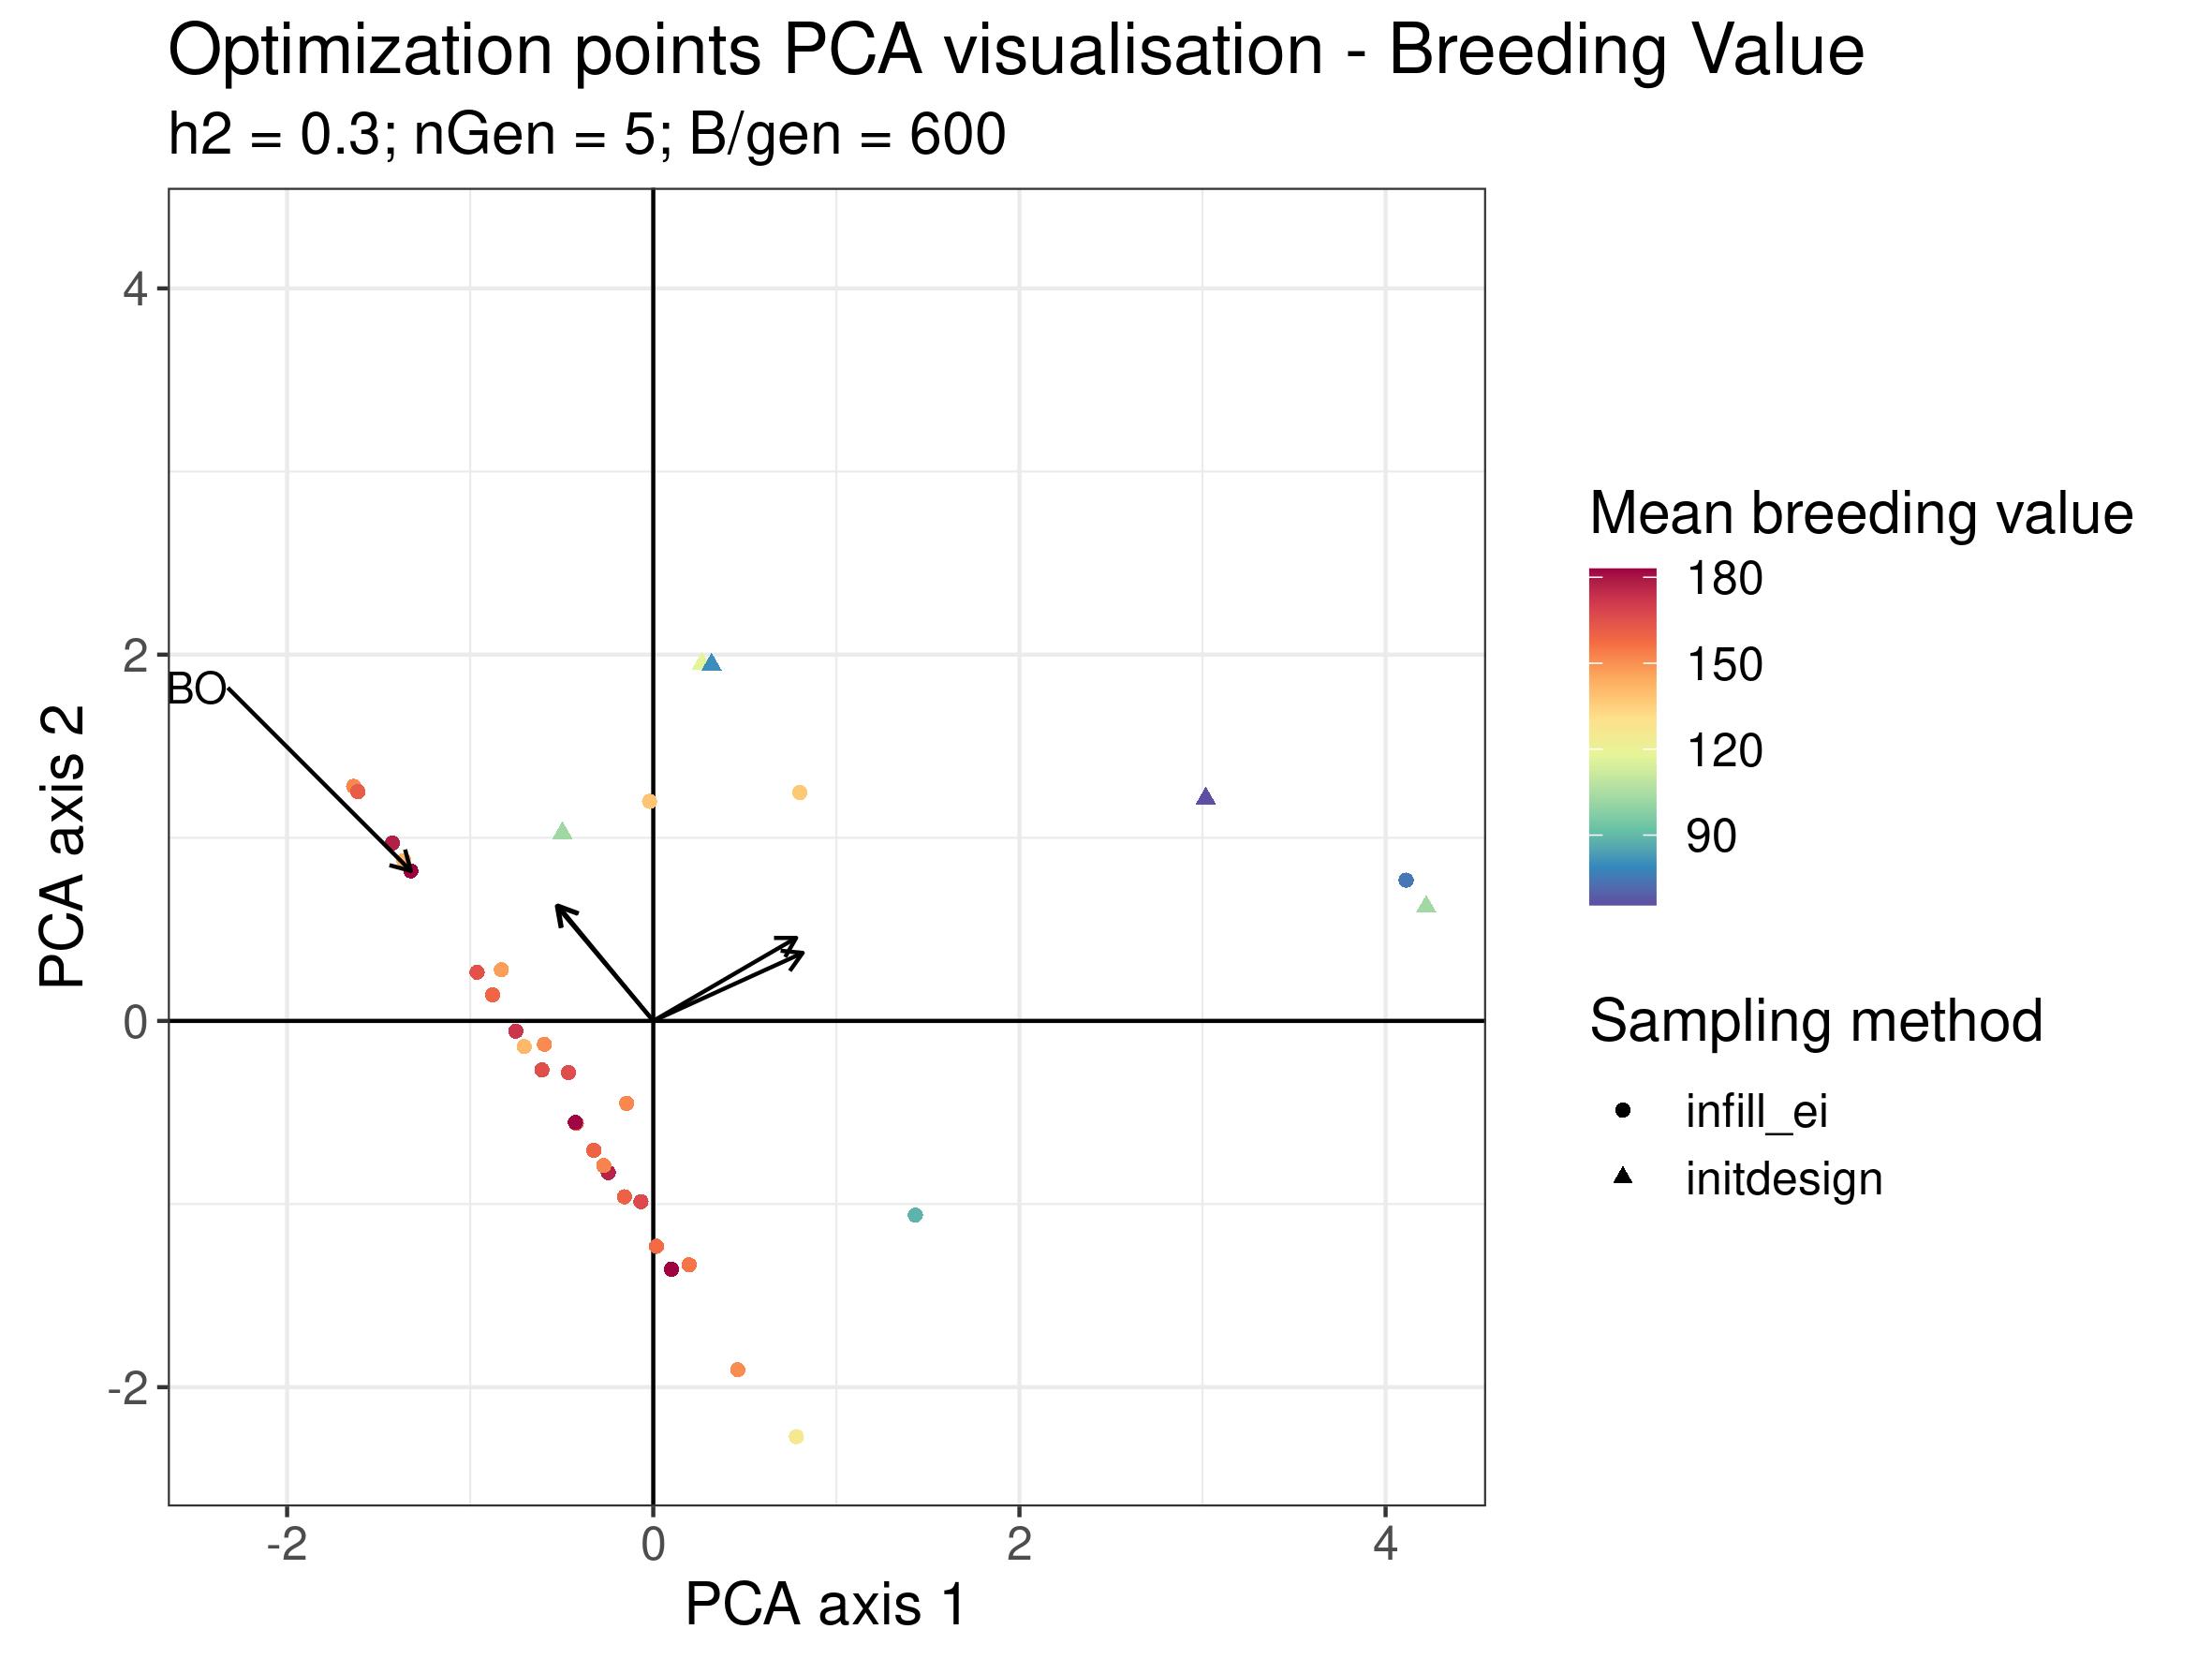 Optimization points PCA visualisation - Breeding Value
h2 = 0.3; nGen = 5; B/gen = 600
4
2
0
-2
PCA axis 2
BO
-2
0
2
4
PCA axis 1
Mean breeding value
180
150
120
90
Sampling method
infill_ei
initdesign